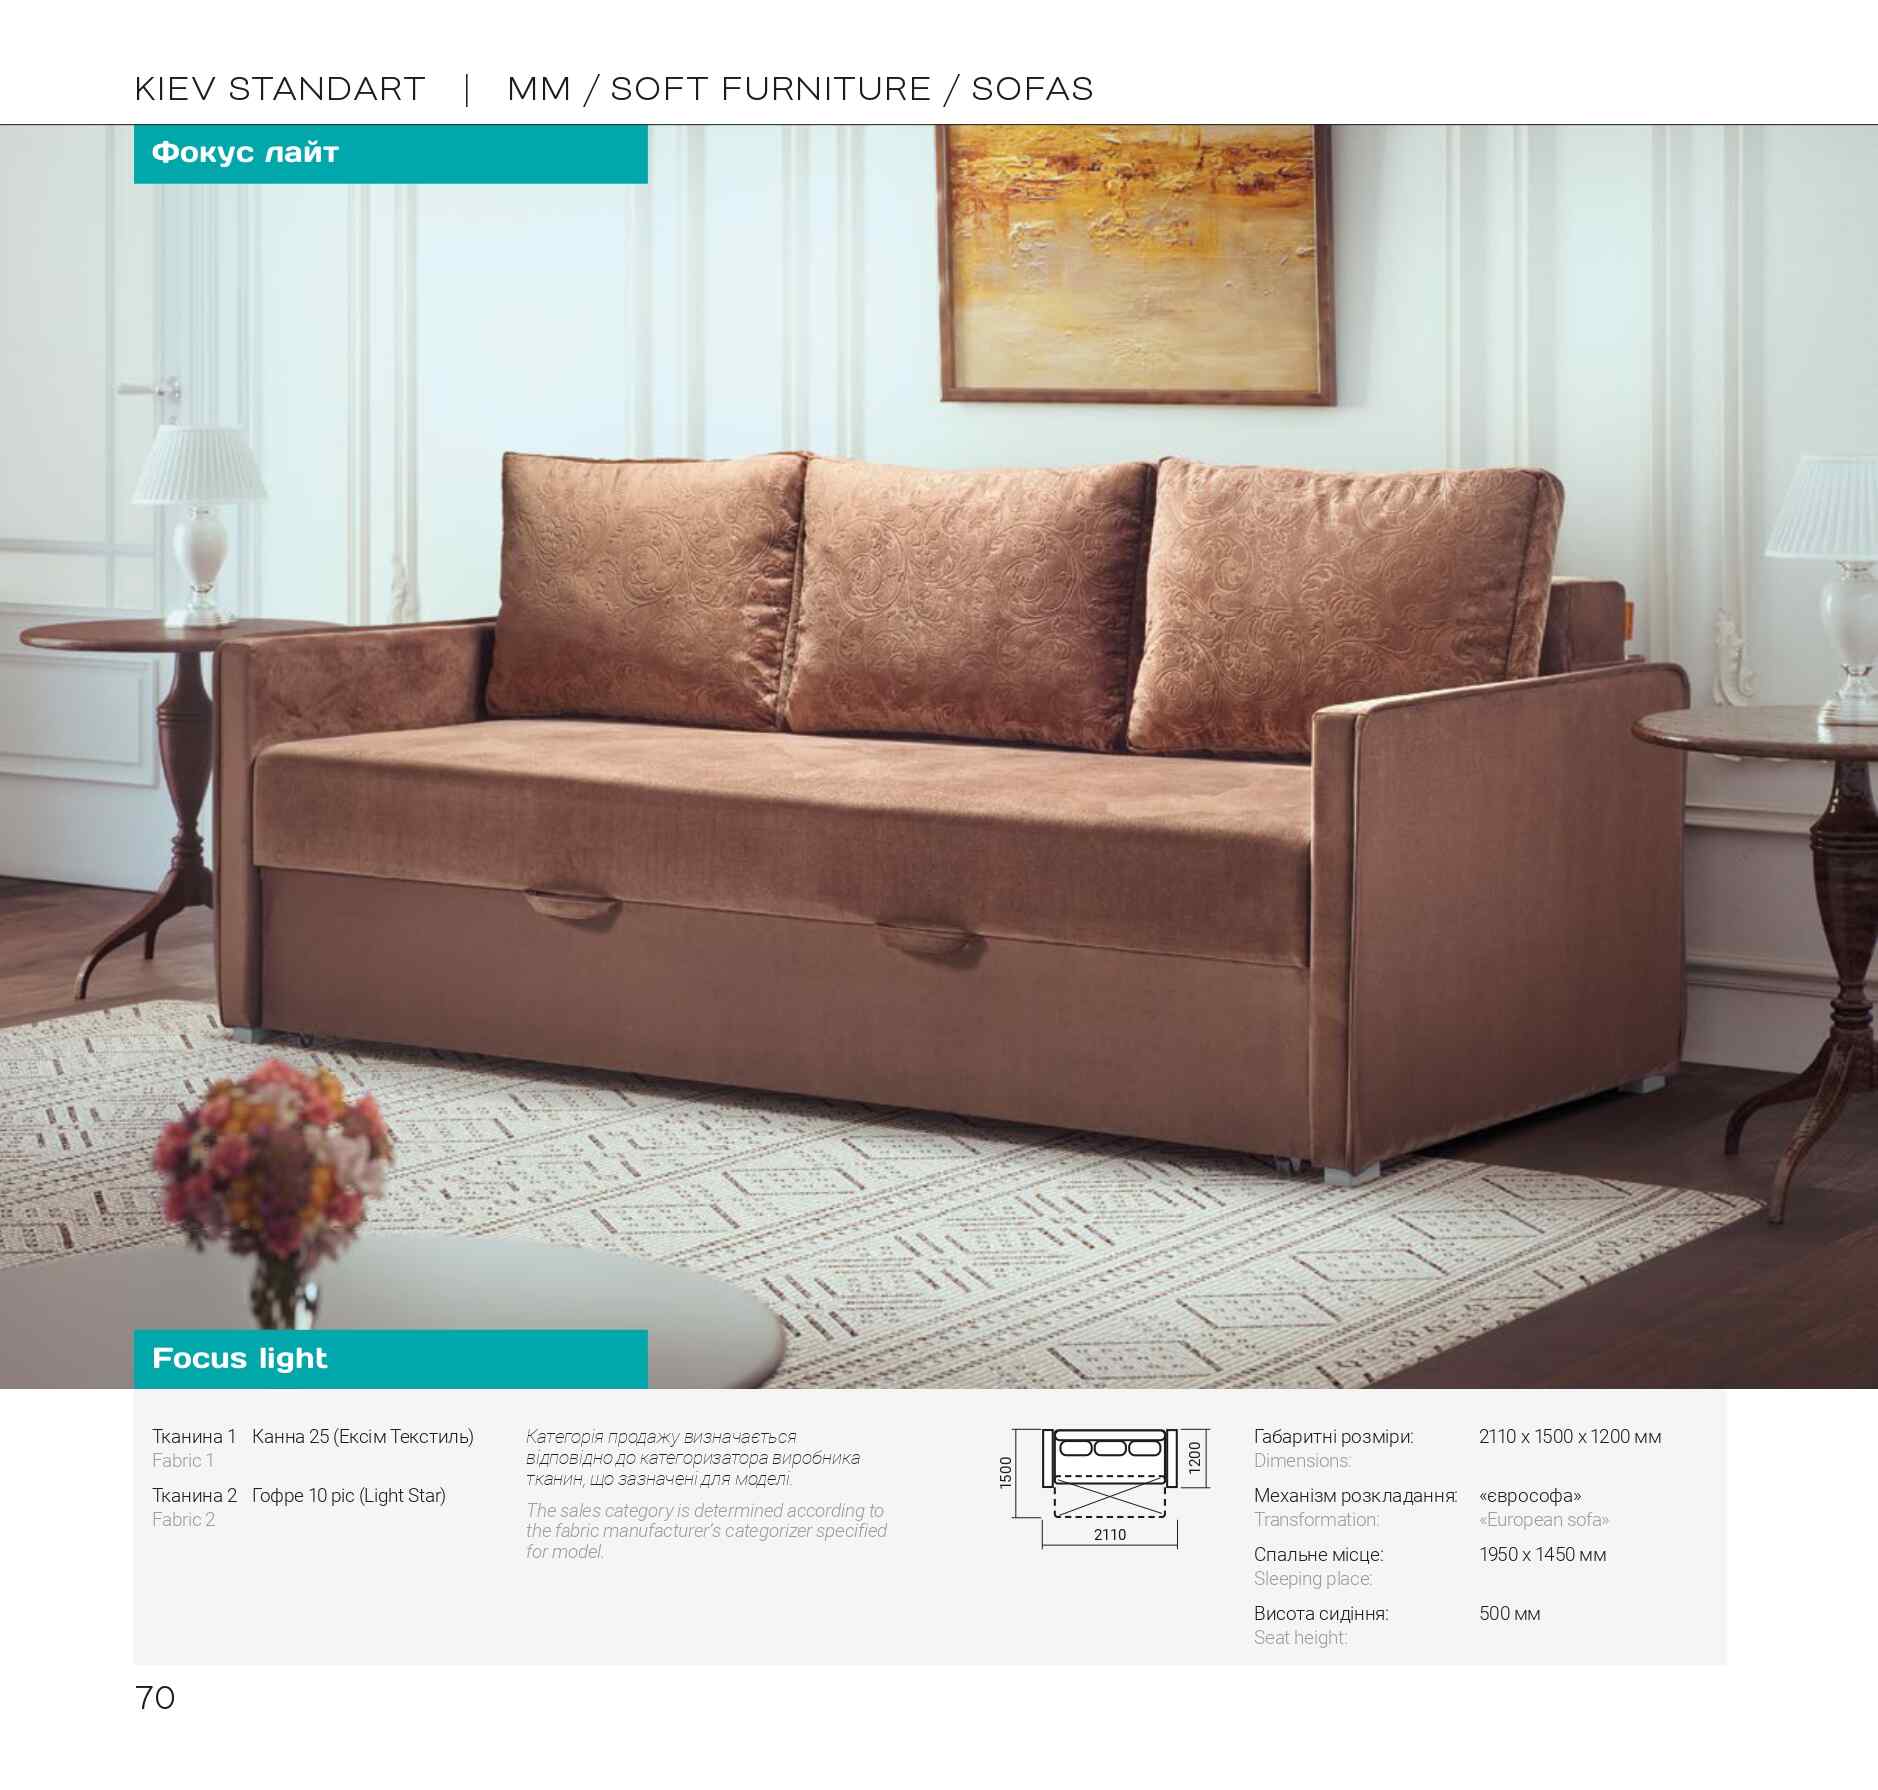 KIEV STANDART | MM / SOFT FURNITURE / SOFAS
Фокус лайт
Focus light
Тканина 1 Канна 25 (Ексім Текстиль)
Fabric 1
Тканина 2 Гофре 10 pic (Light Star)
Fabric 2
Категорія продажу визначається
відповідно до категоризатора виробника
тканин, що зазначені для моделі.
The sales category is determined according to
the fabric manufacturer's categorizer specified
for model.
1500
1200
2110
Габаритні розміри: 2110 x 1500 x 1200 мм
Dimensions:
Механізм розкладання: «єврософа»
Transformation: «European sofa»
Спальне місце: 1950 x 1450 мм
Sleeping place:
Висота сидіння: 500 мм
Seat height:
70